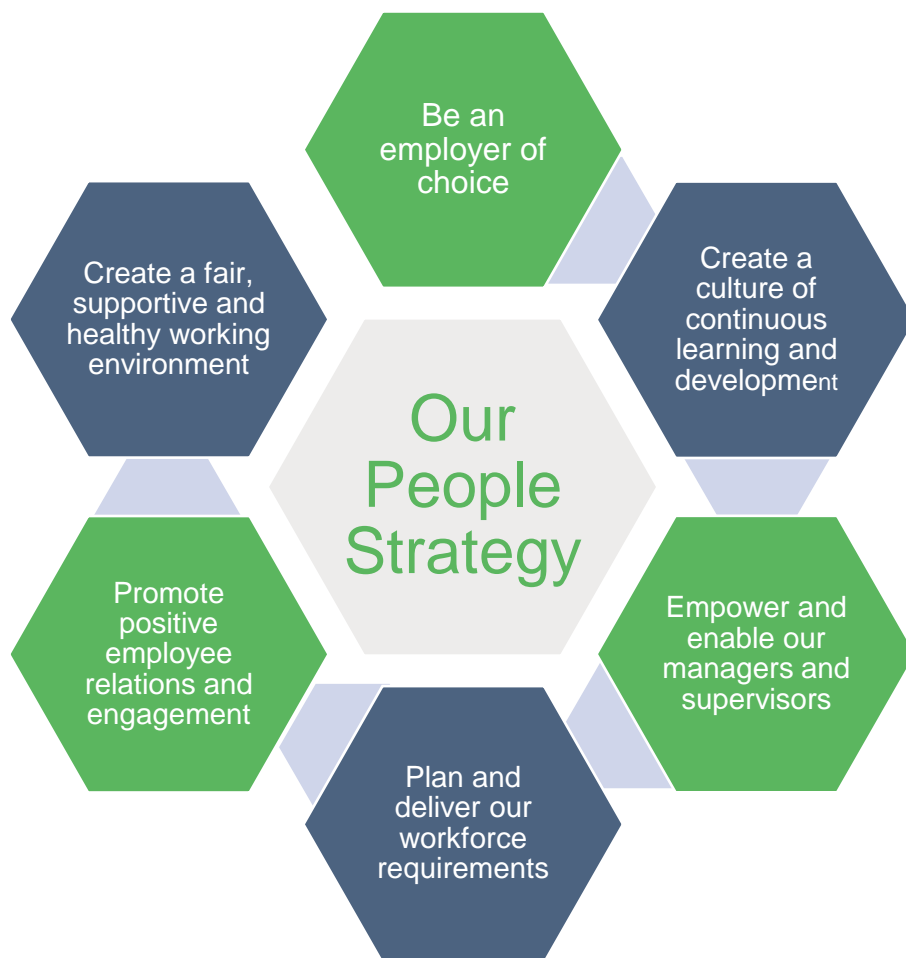 Be an
employer of
choice
Create a
culture of
continuous
learning and
development
Empower and
enable our
managers and
supervisors
Plan and
deliver our
workforce
requirements
Promote
positive
employee
relations and
engagement
Create a fair,
supportive and
healthy working
environment
Our
People
Strategy